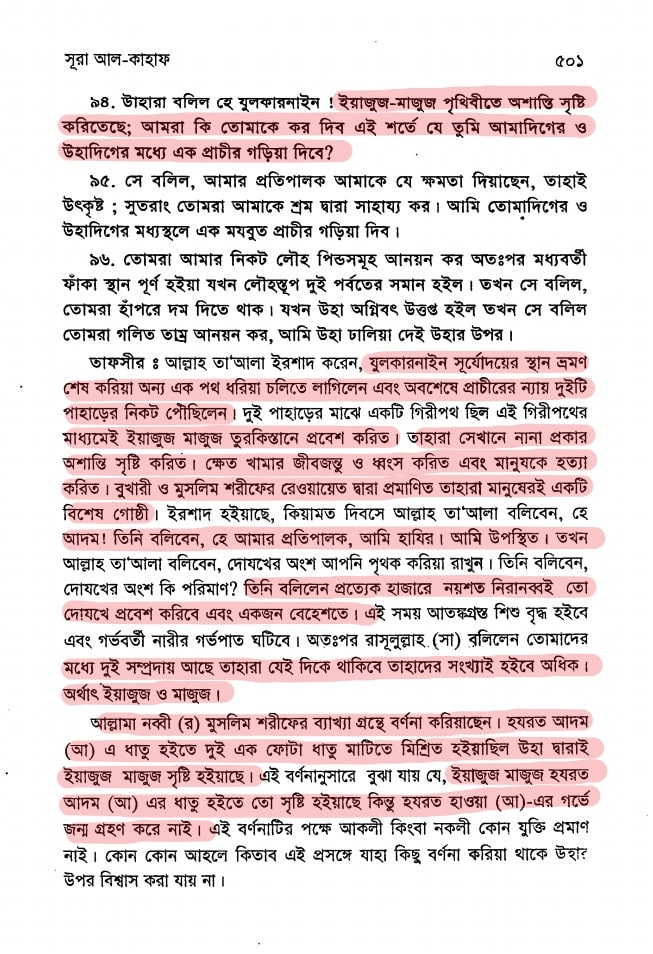 সূরা আল-কাহাফ ৫০১
৯৪. উাহারা বলিল হে যুলকারনাইন ! ইয়াজুজ-মাজুজ পৃথিবীতে অশান্তি সৃষ্টি
করিতেছে; আমরা কি তোমাকে কর দিব এই শর্তে যে তুমি আমাদিগের ও
উহাদিগের মধ্যে এক প্রাচীর গড়িয়া দিবে?
৯৫. সে বলিল, আমার প্রতিপালক আমাকে যে ক্ষমতা দিয়াছেন, তাহাই
উৎকৃষ্ট ; সুতরাং তোমরা আমাকে শ্রম দ্বারা সাহায্য কর। আমি তোমাদিগের ও
উহাদিগের মধ্যস্থলে এক মযবুত প্রাচীর গড়িয়া দিব।
৯৬. তোমরা আমার নিকট লৌহ পিন্ডসমূহ আনয়ন কর অতঃপর মধ্যবর্তী
ফাঁকা স্থান পূর্ণ হইয়া যখন লৌহস্তূপ দুই পর্বতের সমান হইল। তখন সে বলিল,
তোমরা হাঁপরে দম দিতে থাক। যখন উহা অগ্নিবৎ উত্তপ্ত হইল তখন সে বলিল
তোমরা গলিত তাম্র আনয়ন কর, আমি উহা ঢালিয়া দেই উহার উপর।
তাফসীর ঃ আল্লাহ তা'আলা ইরশাদ করেন, যুলকারনাইন সূর্যোদয়ের স্থান ভ্রমণ
শেষ করিয়া অন্য এক পথ ধরিয়া চলিতে লাগিলেন এবং অবশেষে প্রাচীরের ন্যায় দুইটি
পাহাড়ের নিকট পৌঁছিলেন। দুই পাহাড়ের মাঝে একটি গিরীপথ ছিল এই গিরীপথের
মাধ্যমেই ইয়াজুজ মাজুজ তুরকিস্তানে প্রবেশ করিত। তাহারা সেখানে নানা প্রকার
অশান্তি সৃষ্টি করিত। ক্ষেত খামার জীবজন্তু ও ধ্বংস করিত এবং মানুষকে হত্যা
করিত। বুখারী ও মুসলিম শরীফের রেওয়ায়েত দ্বারা প্রমাণিত তাহারা মানুষেরই একটি
বিশেষ গোষ্ঠী। ইরশাদ হইয়াছে, কিয়ামত দিবসে আল্লাহ তা'আলা বলিবেন, হে
আদম! তিনি বলিবেন, হে আমার প্রতিপালক, আমি হাযির। আমি উপস্থিত। তখন
আল্লাহ তা'আলা বলিবেন, দোযখের অংশ আপনি পৃথক করিয়া রাখুন। তিনি বলিবেন,
দোযখের অংশ কি পরিমাণ? তিনি বলিলেন প্রত্যেক হাজারে নয়শত নিরানব্বই তো
দোযখে প্রবেশ করিবে এবং একজন বেহেশতে। এই সময় আতঙ্কগ্রস্ত শিশু বৃদ্ধ হইবে
এবং গর্ভবর্তী নারীর গর্ভপাত ঘটিবে। অতঃপর রাসূলুল্লাহ (সা) বলিলেন তোমাদের
মধ্যে দুই সম্প্রদায় আছে তাহারা যেই দিকে থাকিবে তাহাদের সংখ্যাই হইবে অধিক।
অর্থাৎ ইয়াজুজ ও মাজুজ।
আল্লামা নব্বী (র) মুসলিম শরীফের ব্যাখ্যা গ্রন্থে বর্ণনা করিয়াছেন। হযরত আদম
(আ) এ ধাতু হইতে দুই এক ফোটা ধাতু মাটিতে মিশ্রিত হইয়াছিল উহা দ্বারাই
ইয়াজুজ মাজুজ সৃষ্টি হইয়াছে। এই বর্ণনানুসারে বুঝা যায় যে, ইয়াজুজ মাজুজ হযরত
আদম (আ) এর ধাতু হইতে তো সৃষ্টি হইয়াছে কিন্তু হযরত হাওয়া (আ)-এর গর্ভে
জন্ম গ্রহণ করে নাই। এই বর্ণনাটির পক্ষে আকলী কিংবা নকলী কোন যুক্তি প্রমাণ
নাই। কোন কোন আহলে কিতাব এই প্রসঙ্গে যাহা কিছু বর্ণনা করিয়া থাকে উহার
উপর বিশ্বাস করা যায় না।